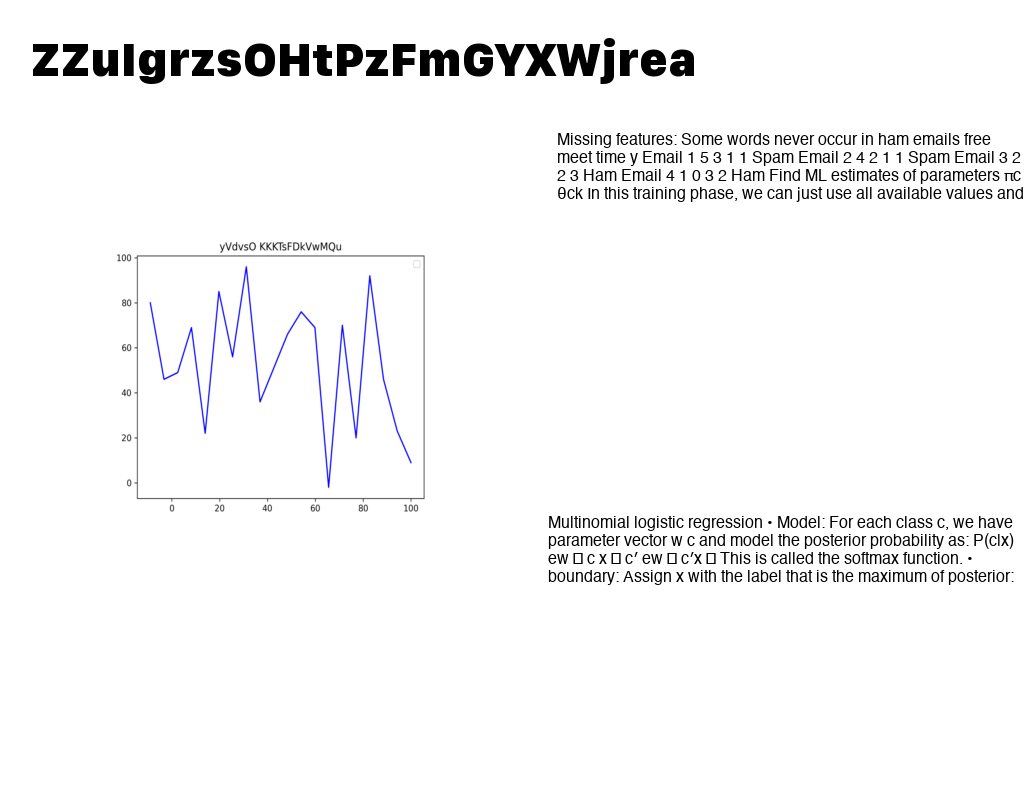 ZZuIgrzsOHtPzFmGYXWjrea
Missing features: Some words never occur in ham emails free
meet time y Email 1 5 3 1 1 Spam Email 2 4 2 1 1 Spam Email 3 2
2 3 Ham Email 4 1 0 3 2 Ham Find ML estimates of parameters πc
θck In this training phase, we can just use all available values and
yVdvsO KKKTsFDkVwMQu
100
80
60
40
20
0
0 20 40 60 80 100
Multinomial logistic regression • Model: For each class c, we have
parameter vector w c and model the posterior probability as: P(c|x)
ew □ c x □ c′ ew □ c′x □ This is called the softmax function. •
boundary: Assign x with the label that is the maximum of posterior: